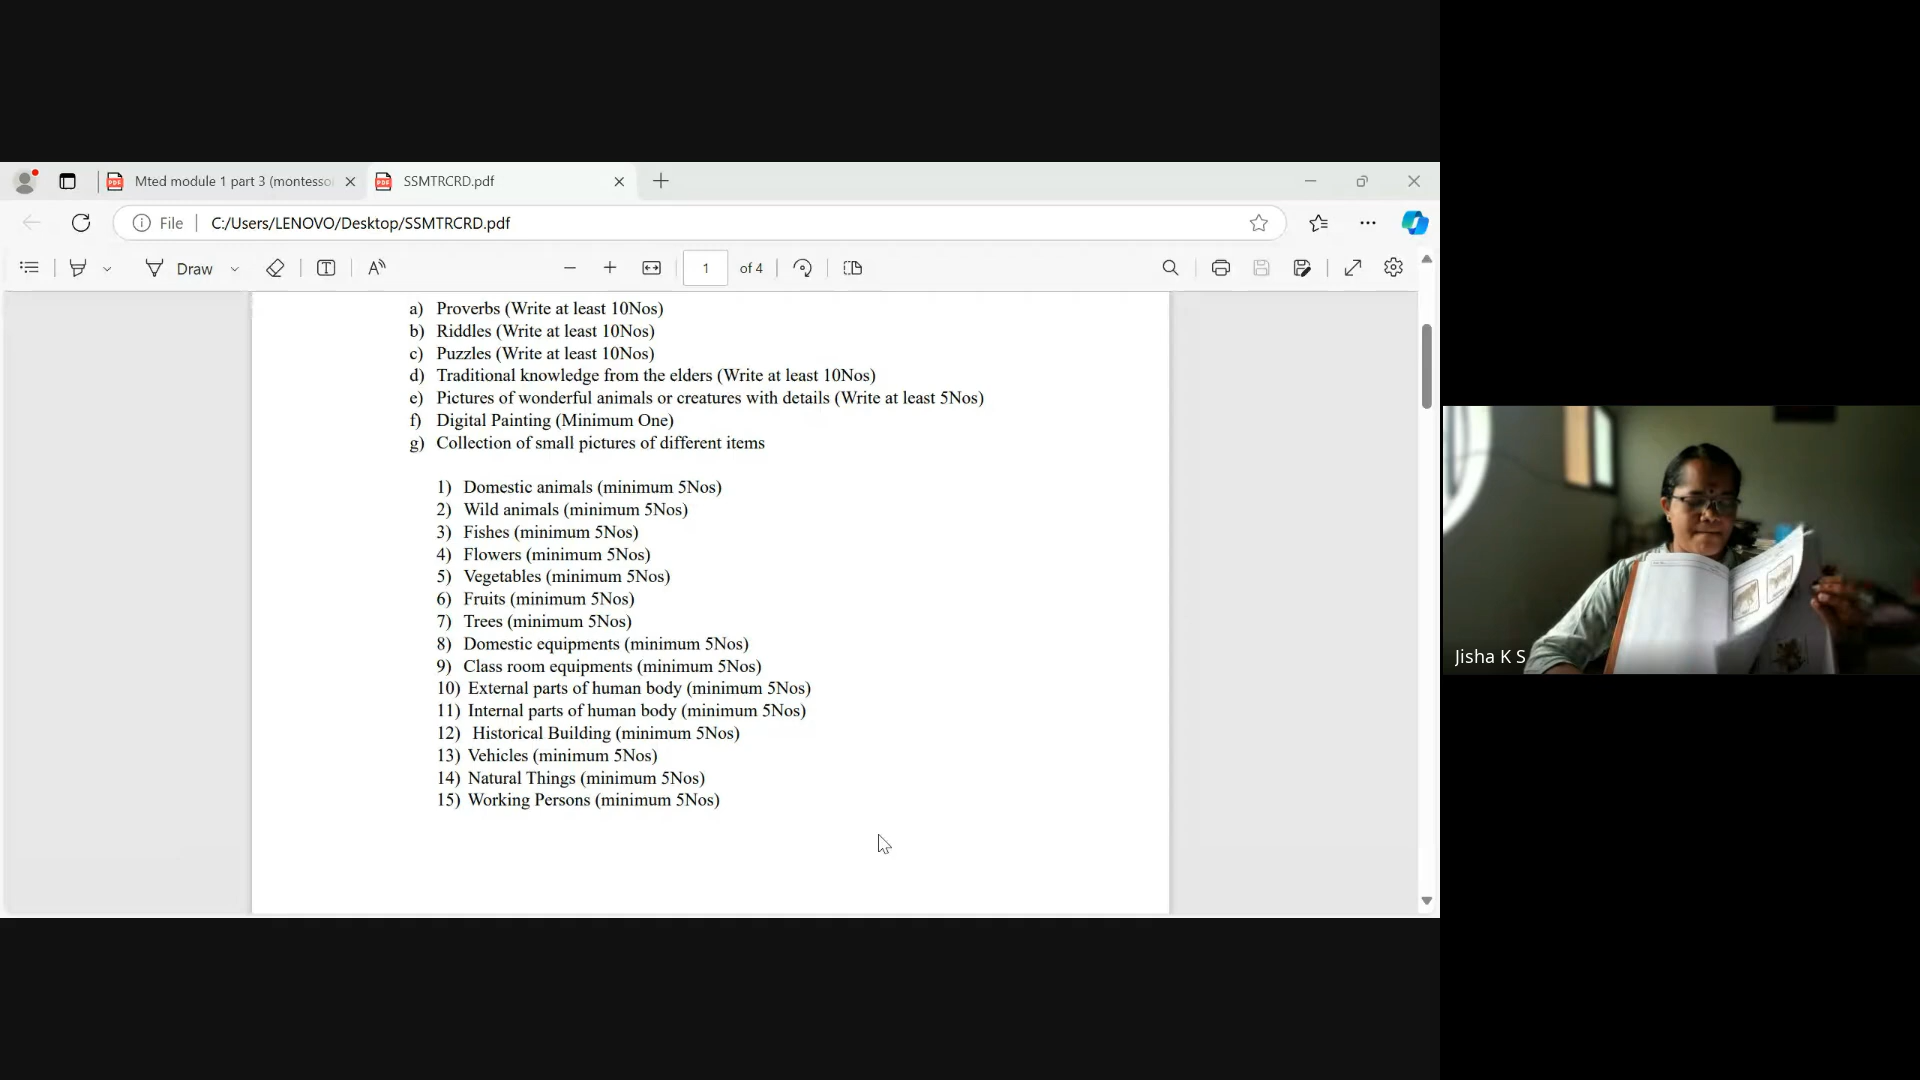 Mted module 1 part 3 (montesso
SSMTRCRD.pdf
File
C:/Users/LENOVO/Desktop/SSMTRCRD.pdf
Draw
1 of 4
a) Proverbs (Write at least 10Nos)
b) Riddles (Write at least 10Nos)
c) Puzzles (Write at least 10Nos)
d) Traditional knowledge from the elders (Write at least 10Nos)
e) Pictures of wonderful animals or creatures with details (Write at least 5Nos)
f) Digital Painting (Minimum One)
g) Collection of small pictures of different items
1) Domestic animals (minimum 5Nos)
2) Wild animals (minimum 5Nos)
3) Fishes (minimum 5Nos)
4) Flowers (minimum 5Nos)
5) Vegetables (minimum 5Nos)
6) Fruits (minimum 5Nos)
7) Trees (minimum 5Nos)
8) Domestic equipments (minimum 5Nos)
9) Class room equipments (minimum 5Nos)
10) External parts of human body (minimum 5Nos)
11) Internal parts of human body (minimum 5Nos)
12) Historical Building (minimum 5Nos)
13) Vehicles (minimum 5Nos)
14) Natural Things (minimum 5Nos)
15) Working Persons (minimum 5Nos)
Jisha K S